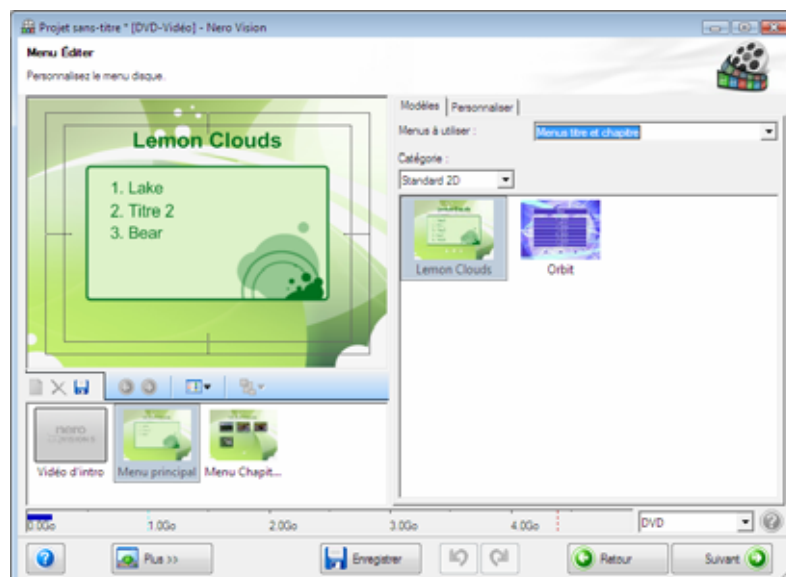 Projet sans-titre * [DVD-Vidéo] - Nero Vision
Menu Éditer
Personnalisez le menu disque.
Lemon Clouds
1. Lake
2. Titre 2
3. Bear
Modèles
Personnaliser
Menus à utiliser :
Menus titre et chapitre
Catégorie :
Standard 2D
Lemon Clouds
Orbit
nero
Vidéo d'intro
Menu principal
Menu Chapit...
0.0Go
1.0Go
2.0Go
3.0Go
4.0Go
DVD
Plus >>
Enregistrer
Retour
Suivant